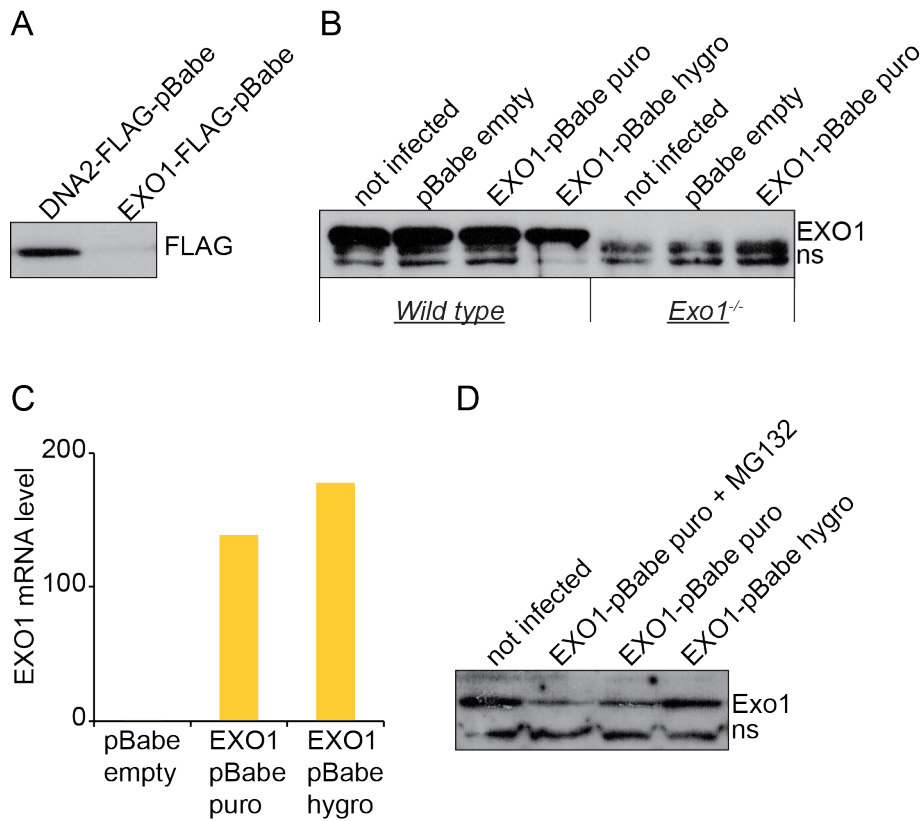 A
DNA2-FLAG-pBabe
EXO1-FLAG-pBabe
FLAG
B
not infected
pBabe empty
EXO1-pBabe puro
EXO1-pBabe hygro
not infected
pBabe empty
EXO1-pBabe puro
EXO1
ns
Wild type
Exo1-/-
C
EXO1 mRNA level
200
100
0
pBabe
empty
EXO1
pBabe
puro
EXO1
pBabe
hygro
D
not infected
EXO1-pBabe puro + MG132
EXO1-pBabe puro
EXO1-pBabe hygro
Exo1
ns